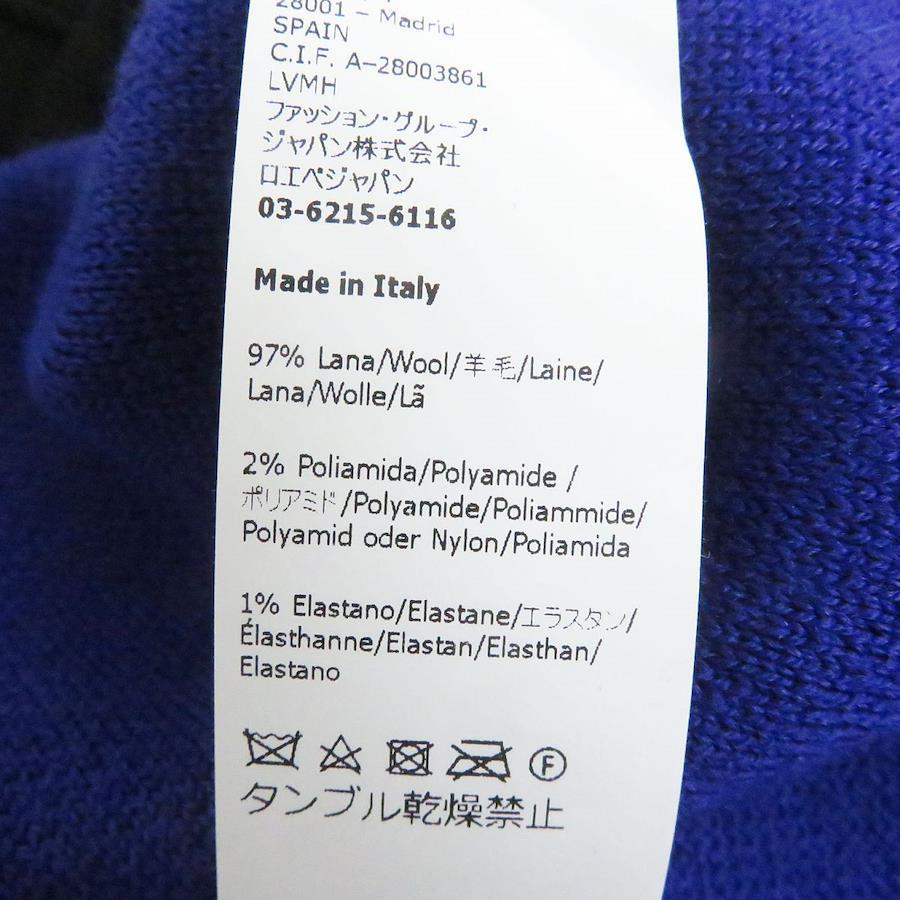 28001 – Madrid
SPAIN
C.I.F. A-28003861
LVMH
ファッション・グループ・
ジャパン株式会社
ロエベジャパン
03-6215-6116
Made in Italy
97% Lana/Wool/羊毛/Laine/
Lana/Wolle/Lã
2% Poliamida/Polyamide /
ポリアミド/Polyamide/Poliammide/
Polyamid oder Nylon/Poliamida
1% Elastano/Elastane/エラスタン/
Élasthanne/Elastan/Elasthan/
Elastano
F
タンブル乾燥禁止